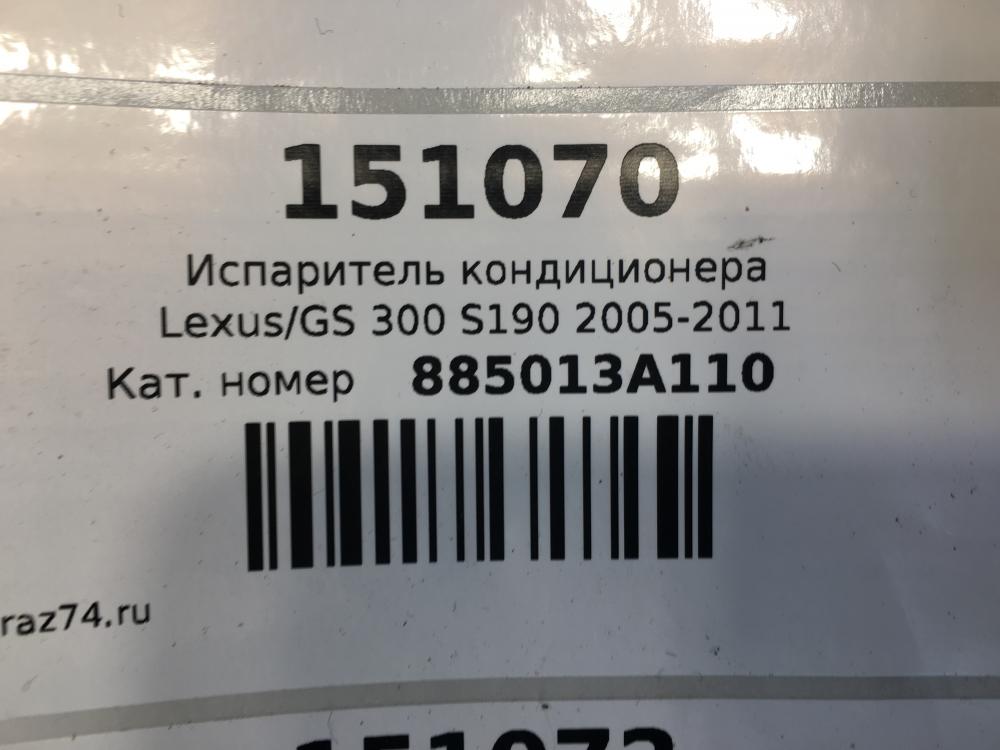 151070
Испаритель кондиционера
Lexus/GS 300 S190 2005-2011
Кат. номер 885013A110
raz74.ru